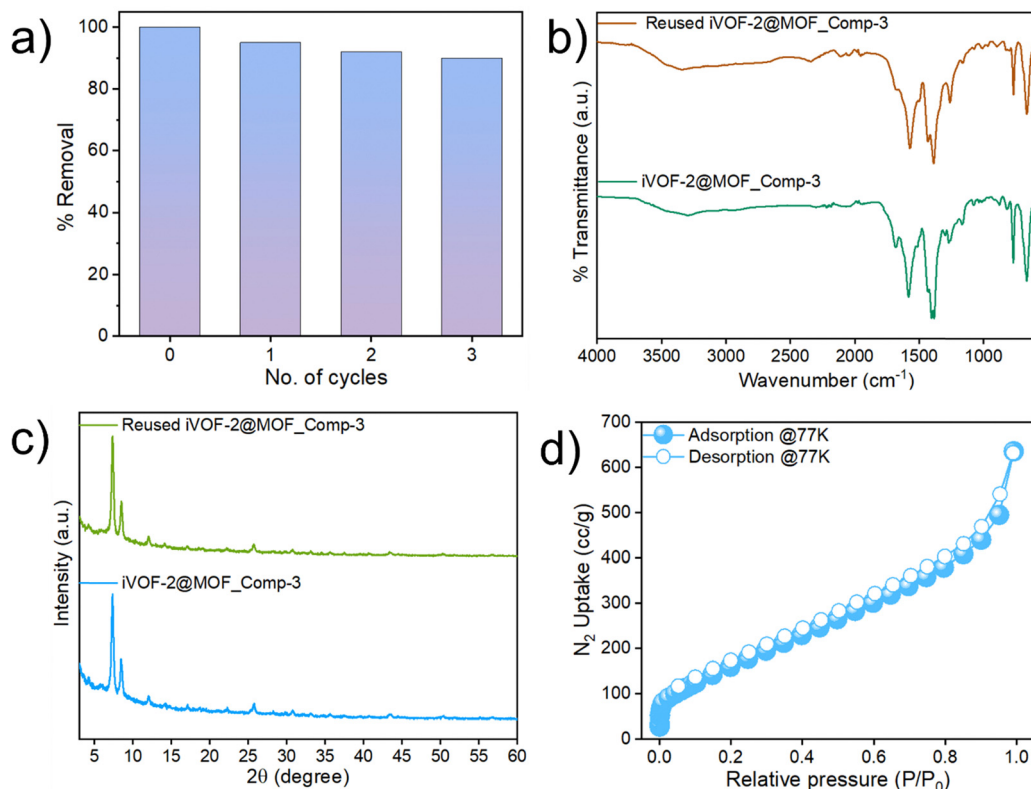 a)
% Removal
100
80
60
40
20
0
0 1 2 3
No. of cycles
b)
Reused iVOF-2@MOF_Comp-3
iVOF-2@MOF_Comp-3
% Transmittance (a.u.)
4000 3500 3000 2500 2000 1500 1000
Wavenumber (cm⁻¹)
c)
Reused iVOF-2@MOF_Comp-3
iVOF-2@MOF_Comp-3
Intensity (a.u.)
5 10 15 20 25 30 35 40 45 50 55 60
2θ (degree)
d)
Adsorption @77K
Desorption @77K
N₂ Uptake (cc/g)
700
600
500
400
300
200
100
0
0.0 0.2 0.4 0.6 0.8 1.0
Relative pressure (P/P₀)